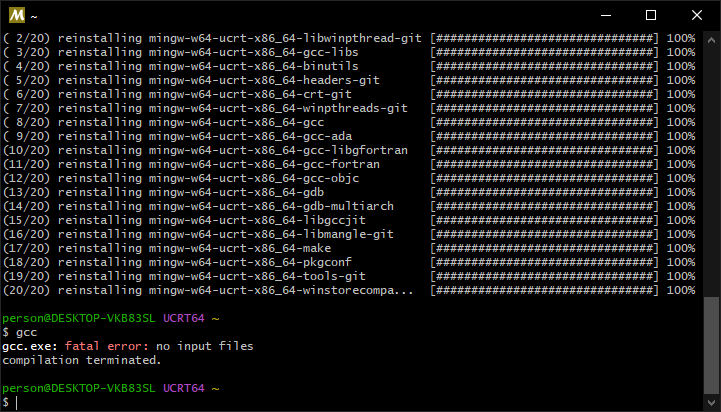 M ~
( 2/20) reinstalling mingw-w64-ucrt-x86_64-libwinpthread-git [##############################] 100%
( 3/20) reinstalling mingw-w64-ucrt-x86_64-gcc-libs [##############################] 100%
( 4/20) reinstalling mingw-w64-ucrt-x86_64-binutils [##############################] 100%
( 5/20) reinstalling mingw-w64-ucrt-x86_64-headers-git [##############################] 100%
( 6/20) reinstalling mingw-w64-ucrt-x86_64-crt-git [##############################] 100%
( 7/20) reinstalling mingw-w64-ucrt-x86_64-winpthreads-git [##############################] 100%
( 8/20) reinstalling mingw-w64-ucrt-x86_64-gcc [##############################] 100%
( 9/20) reinstalling mingw-w64-ucrt-x86_64-gcc-ada [##############################] 100%
(10/20) reinstalling mingw-w64-ucrt-x86_64-gcc-libgfortran [##############################] 100%
(11/20) reinstalling mingw-w64-ucrt-x86_64-gcc-fortran [##############################] 100%
(12/20) reinstalling mingw-w64-ucrt-x86_64-gcc-objc [##############################] 100%
(13/20) reinstalling mingw-w64-ucrt-x86_64-gdb [##############################] 100%
(14/20) reinstalling mingw-w64-ucrt-x86_64-gdb-multiarch [##############################] 100%
(15/20) reinstalling mingw-w64-ucrt-x86_64-libgccjit [##############################] 100%
(16/20) reinstalling mingw-w64-ucrt-x86_64-libmangle-git [##############################] 100%
(17/20) reinstalling mingw-w64-ucrt-x86_64-make [##############################] 100%
(18/20) reinstalling mingw-w64-ucrt-x86_64-pkgconf [##############################] 100%
(19/20) reinstalling mingw-w64-ucrt-x86_64-tools-git [##############################] 100%
(20/20) reinstalling mingw-w64-ucrt-x86_64-winstorecompa... [##############################] 100%
person@DESKTOP-VKB83SL UCRT64 ~
$ gcc
gcc.exe: fatal error: no input files
compilation terminated.
person@DESKTOP-VKB83SL UCRT64 ~
$